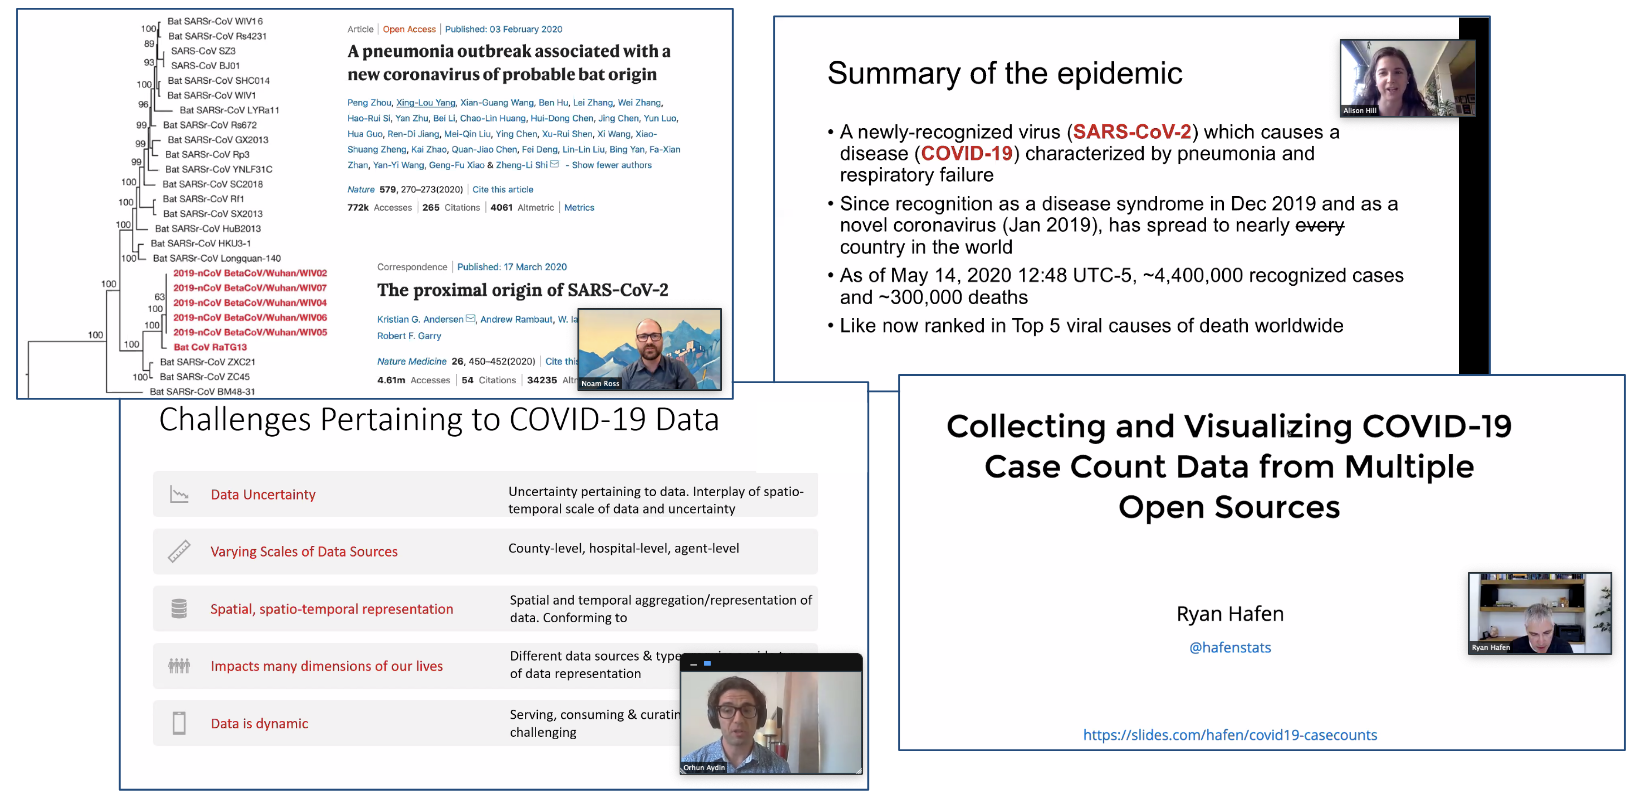 Bat SARSr-CoV WIV16
Bat SARSr-CoV Rs4231
SARS-CoV SZ3
SARS-CoV BJ01
Bat SARSr-CoV SHC014
Bat SARSr-CoV WIV1
Bat SARSr-CoV LYRa11
Bat SARSr-CoV Rs672
Bat SARSr-CoV GX2013
Bat SARSr-CoV Rp3
Bat SARSr-CoV YNLF31C
Bat SARSr-CoV SC2018
Bat SARSr-CoV Rf1
Bat SARSr-CoV SX2013
Bat SARSr-CoV HuB2013
Bat SARSr-CoV HKU3-1
Bat SARSr-CoV Longquan-140
2019-nCoV BetaCoV/Wuhan/WIV02
2019-nCoV BetaCoV/Wuhan/WIV07
2019-nCoV BetaCoV/Wuhan/WIV04
2019-nCoV BetaCoV/Wuhan/WIV06
2019-nCoV BetaCoV/Wuhan/WIV05
Bat CoV RaTG13
Bat SARSr-CoV ZXC21
Bat SARSr-CoV ZC45
Bat SARSr-CoV BM48-31
100
89
93
100
96
99
99
99
100
100
100
100
100
63
100
100
100
100
Article | Open Access | Published: 03 February 2020
A pneumonia outbreak associated with a
new coronavirus of probable bat origin
Peng Zhou, Xing-Lou Yang, Xian-Guang Wang, Ben Hu, Lei Zhang, Wei Zhang,
Hao-Rui Si, Yan Zhu, Bei Li, Chao-Lin Huang, Hui-Dong Chen, Jing Chen, Yun Luo,
Hua Guo, Ren-Di Jiang, Mei-Qin Liu, Ying Chen, Xu-Rui Shen, Xi Wang, Xiao-
Shuang Zheng, Kai Zhao, Quan-Jiao Chen, Fei Deng, Lin-Lin Liu, Bing Yan, Fa-Xian
Zhan, Yan-Yi Wang, Geng-Fu Xiao & Zheng-Li Shi - Show fewer authors
Nature 579, 270–273(2020) | Cite this article
772k Accesses | 265 Citations | 4061 Altmetric | Metrics
Correspondence | Published: 17 March 2020
The proximal origin of SARS-CoV-2
Kristian G. Andersen, Andrew Rambaut, W. Ia
Robert F. Garry
Nature Medicine 26, 450–452(2020) | Cite thi
4.61m Accesses | 54 Citations | 34235 Alt
Noam Ross
Summary of the epidemic
Alison Hill
• A newly-recognized virus (SARS-CoV-2) which causes a
disease (COVID-19) characterized by pneumonia and
respiratory failure
• Since recognition as a disease syndrome in Dec 2019 and as a
novel coronavirus (Jan 2019), has spread to nearly every
country in the world
• As of May 14, 2020 12:48 UTC-5, ~4,400,000 recognized cases
and ~300,000 deaths
• Like now ranked in Top 5 viral causes of death worldwide
Challenges Pertaining to COVID-19 Data
Data Uncertainty
Uncertainty pertaining to data. Interplay of spatio-
temporal scale of data and uncertainty
Varying Scales of Data Sources
County-level, hospital-level, agent-level
Spatial, spatio-temporal representation
Spatial and temporal aggregation/representation of
data. Conforming to
Impacts many dimensions of our lives
Different data sources & type
of data representation
Data is dynamic
Serving, consuming & curatin
challenging
Orhun Aydin
Collecting and Visualizing COVID-19
Case Count Data from Multiple
Open Sources
Ryan Hafen
@hafenstats
Ryan Hafen
https://slides.com/hafen/covid19-casecounts